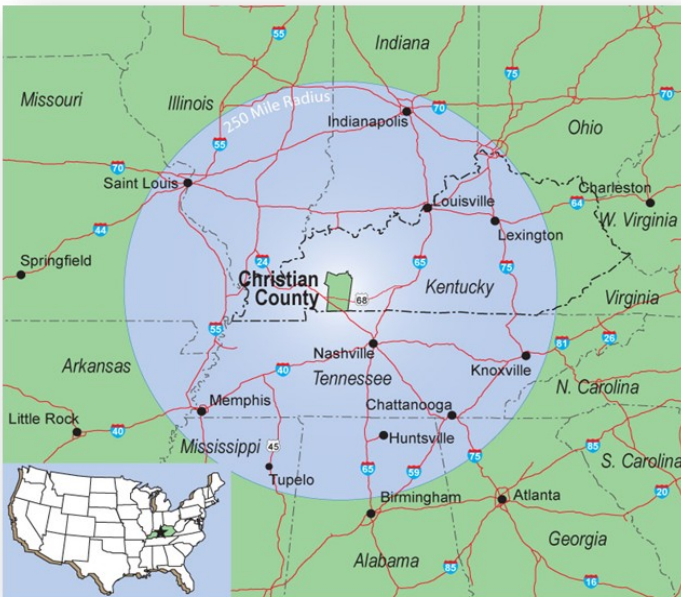 55
Indiana
75
Missouri
Illinois
250 Mile Radius
70
70
Indianapolis
Ohio
55
70
Saint Louis
Charleston
64
Louisville
W. Virginia
44
Lexington
Springfield
24
65
75
Christian
County
68
Kentucky
Virginia
55
81
26
Nashville
Arkansas
40
Knoxville
Tennessee
N. Carolina
Memphis
Chattanooga
Little Rock
40
Mississippi
45
Huntsville
85
75
S. Carolina
65
59
Tupelo
20
Birmingham
Atlanta
Georgia
Alabama
85
16